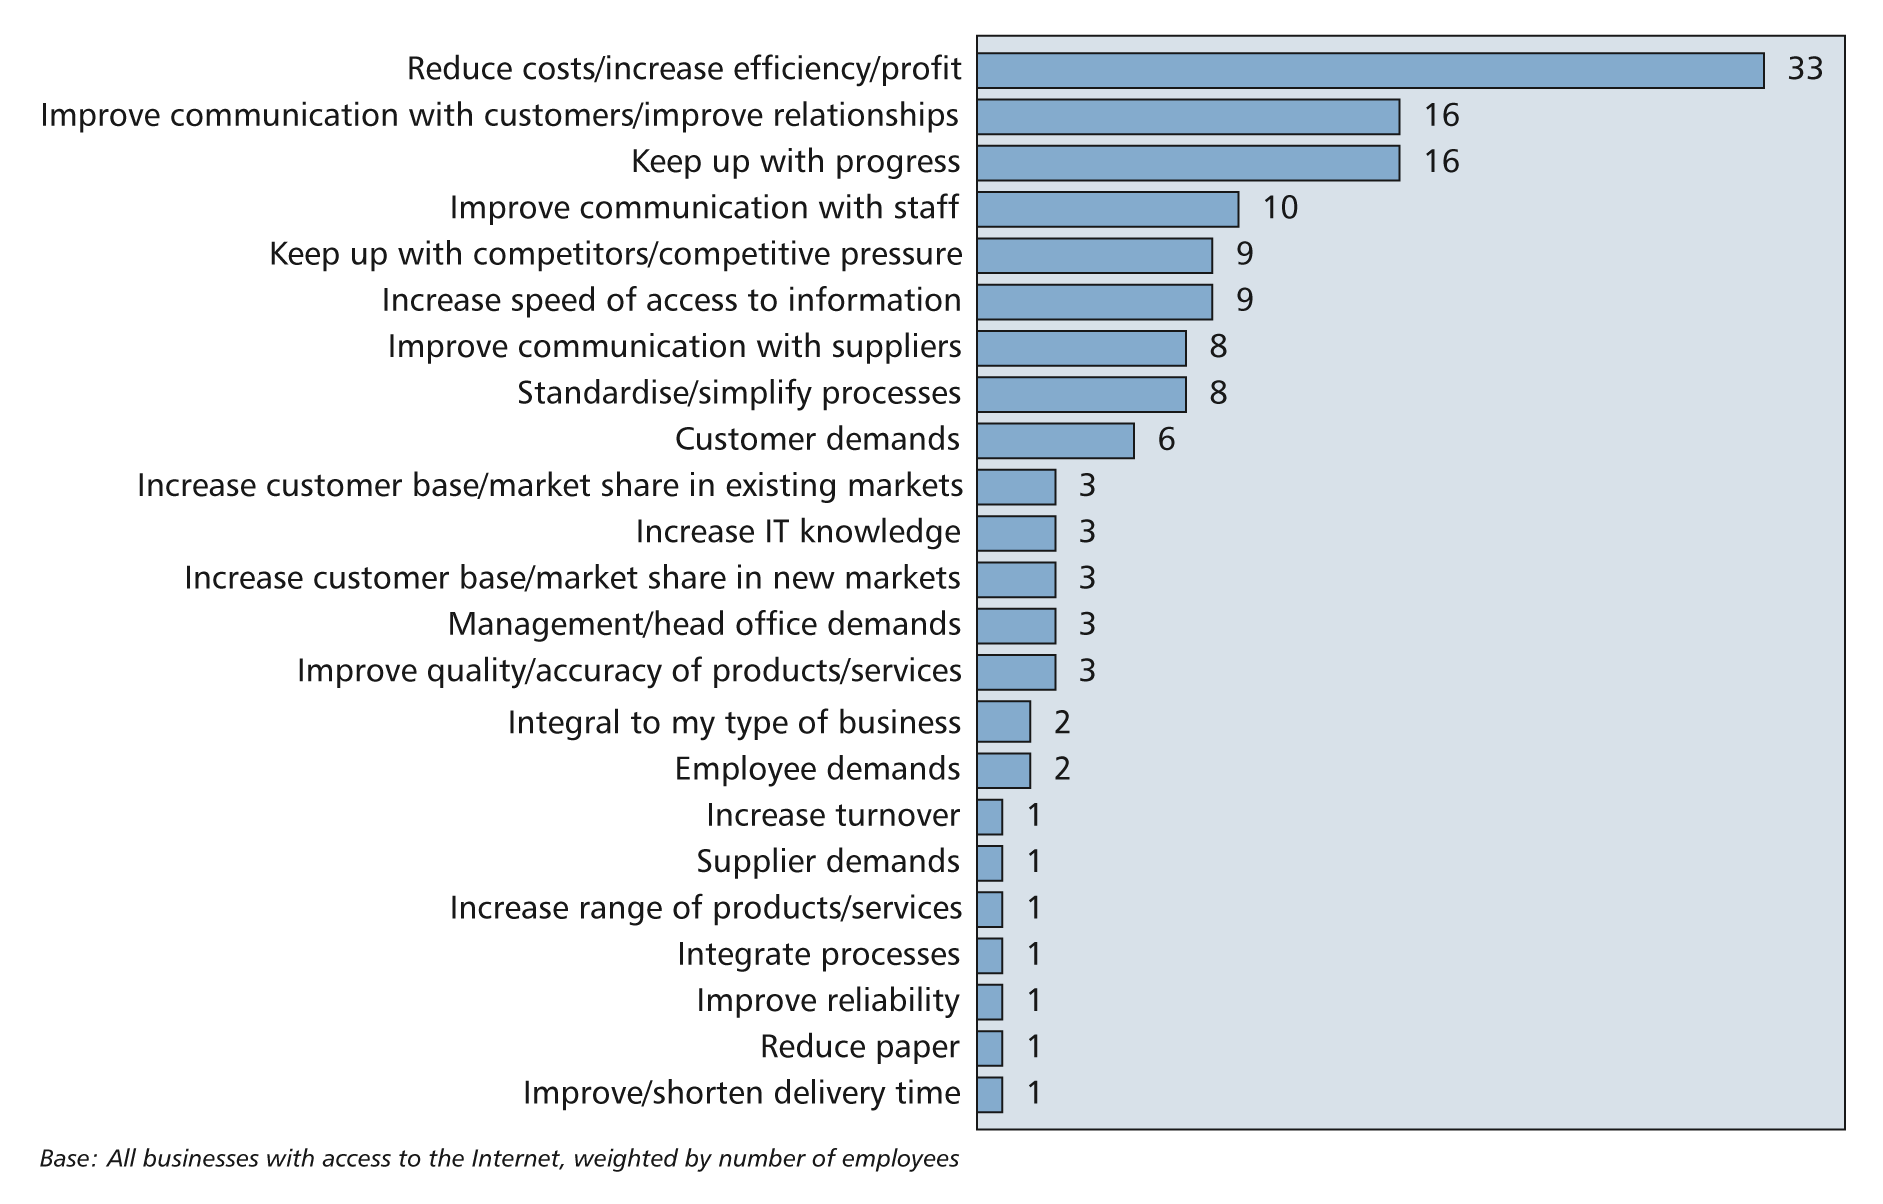 Reduce costs/increase efficiency/profit 33
Improve communication with customers/improve relationships 16
Keep up with progress 16
Improve communication with staff 10
Keep up with competitors/competitive pressure 9
Increase speed of access to information 9
Improve communication with suppliers 8
Standardise/simplify processes 8
Customer demands 6
Increase customer base/market share in existing markets 3
Increase IT knowledge 3
Increase customer base/market share in new markets 3
Management/head office demands 3
Improve quality/accuracy of products/services 3
Integral to my type of business 2
Employee demands 2
Increase turnover 1
Supplier demands 1
Increase range of products/services 1
Integrate processes 1
Improve reliability 1
Reduce paper 1
Improve/shorten delivery time 1
Base: All businesses with access to the Internet, weighted by number of employees